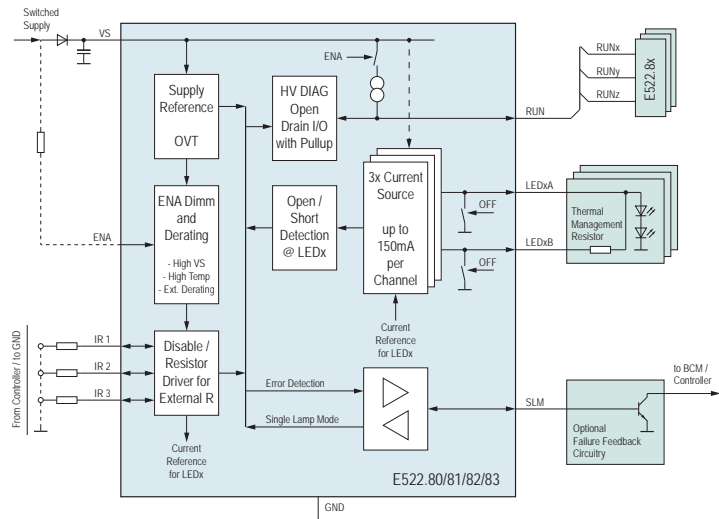 Switched
Supply
VS
ENA
Supply
Reference
OVT
HV DIAG
Open
Drain I/O
with Pullup
RUN
RUNx
RUNy
RUNz
E522.8x
ENA Dimm
and
Derating
- High VS
- High Temp
- Ext. Derating
ENA
Open /
Short
Detection
@ LEDx
3x Current
Source
up to
150mA
per
Channel
OFF
OFF
LEDxA
LEDxB
Thermal
Management
Resistor
Current
Reference
for LEDx
From Controller / to GND
IR 1
IR 2
IR 3
Disable /
Resistor
Driver for
External R
Current
Reference
for LEDx
Error Detection
Single Lamp Mode
SLM
to BCM /
Controller
Optional
Failure Feedback
Circuitry
E522.80/81/82/83
GND